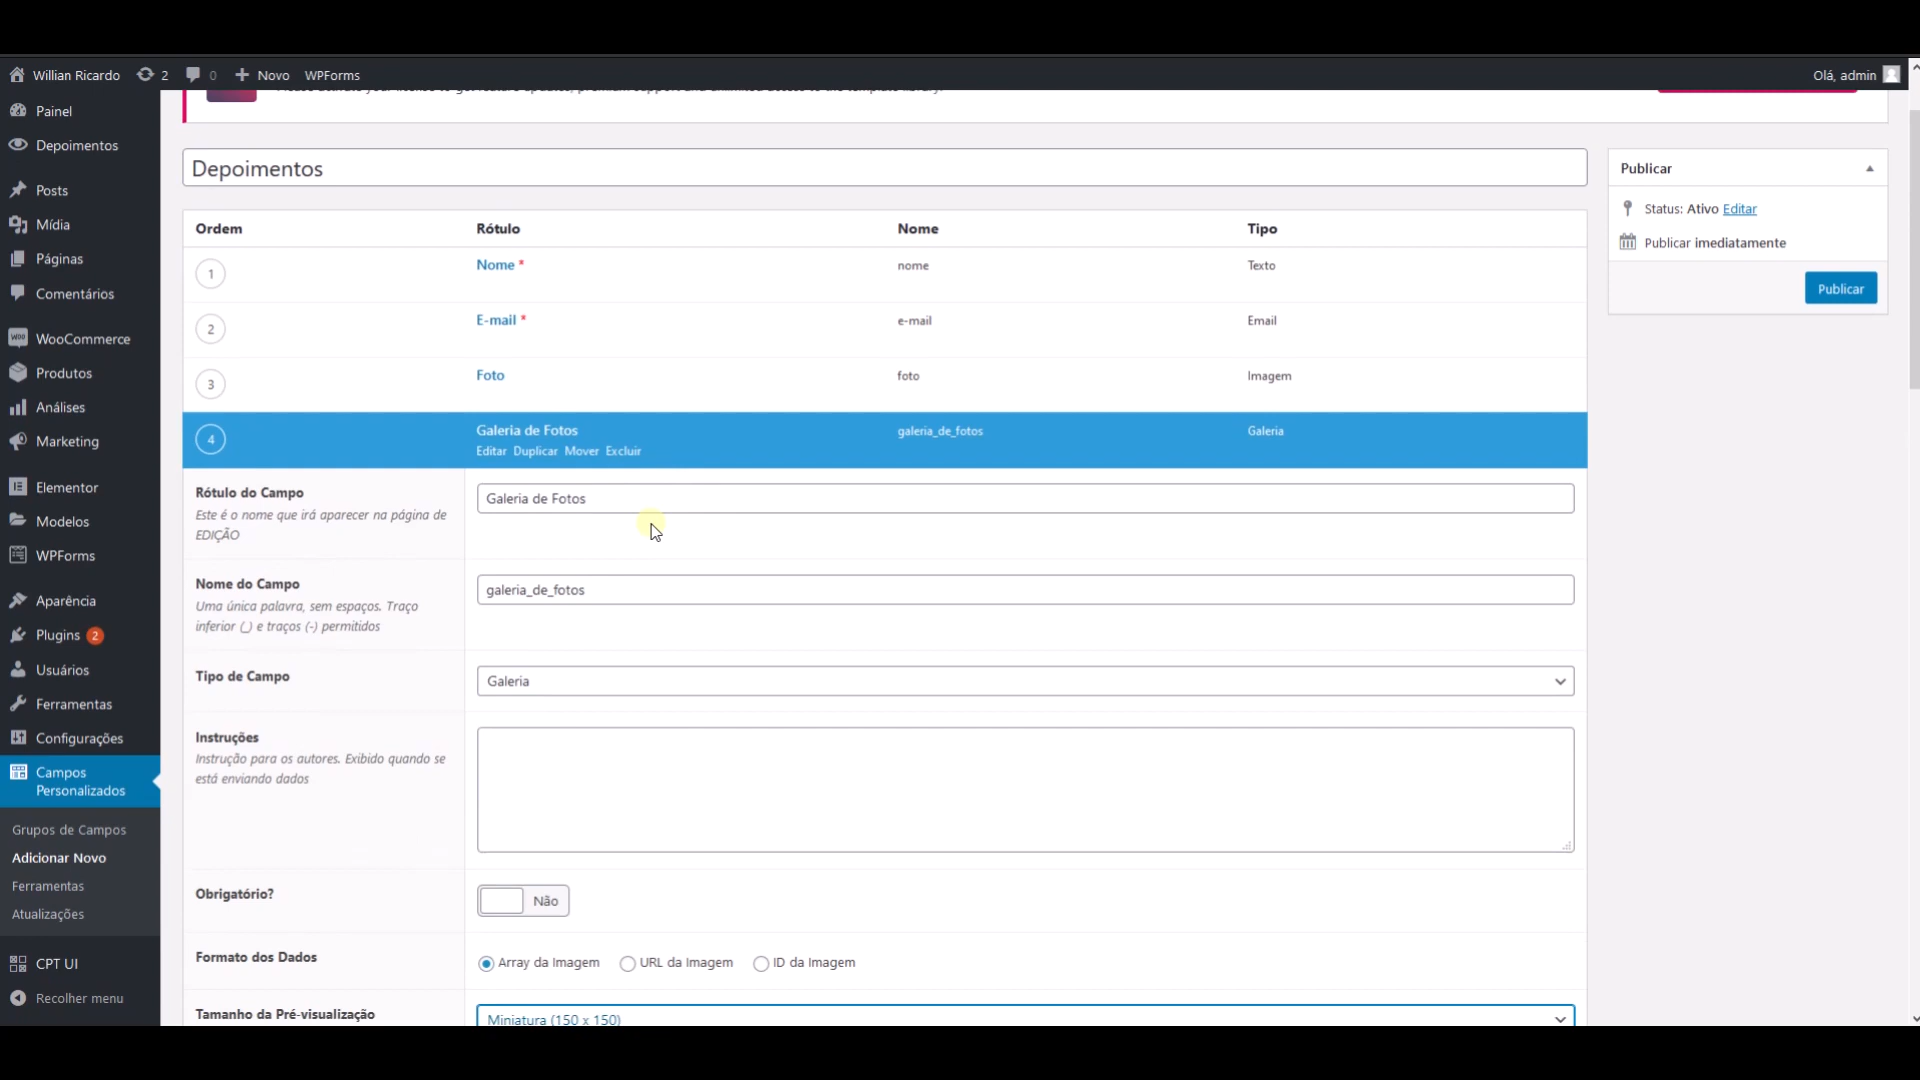 Willian Ricardo 2 0 Novo WPForms Olá, admin
Painel
Depoimentos
Posts
Mídia
Páginas
Comentários
WooCommerce
Produtos
Análises
Marketing
Elementor
Modelos
WPForms
Aparência
Plugins 2
Usuários
Ferramentas
Configurações
Campos
Personalizados
Grupos de Campos
Adicionar Novo
Ferramentas
Atualizações
CPT UI
Recolher menu
Depoimentos
Ordem Rótulo Nome Tipo
1 Nome * nome Texto
2 E-mail * e-mail Email
3 Foto foto Imagem
4 Galeria de Fotos galeria_de_fotos Galeria
Editar Duplicar Mover Excluir
Rótulo do Campo
Este é o nome que irá aparecer na página de
EDIÇÃO
Galeria de Fotos
Nome do Campo
Uma única palavra, sem espaços. Traço
inferior (_) e traços (-) permitidos
galeria_de_fotos
Tipo de Campo
Galeria
Instruções
Instrução para os autores. Exibido quando se
está enviando dados
Obrigatório?
Não
Formato dos Dados
Array da Imagem URL da Imagem ID da Imagem
Tamanho da Pré-visualização
Miniatura (150 x 150)
Publicar
Status: Ativo Editar
Publicar imediatamente
Publicar